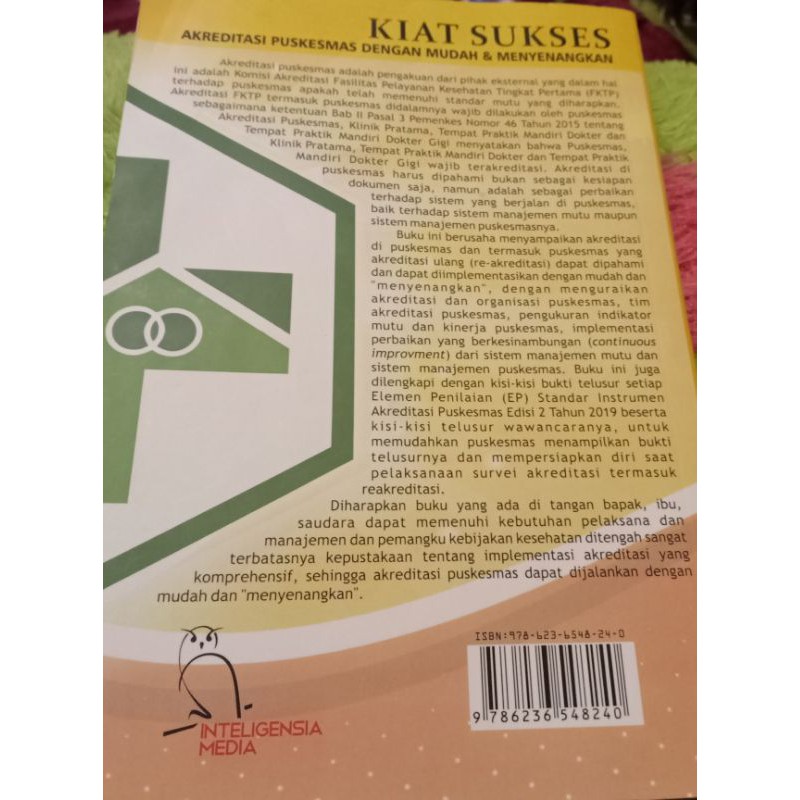 KIAT SUKSES
AKREDITASI PUSKESMAS DENGAN MUDAH & MENYENANGKAN
Akreditasi puskesmas adalah pengakuan dari pihak eksternal yang dalam hal
ini adalah Komisi Akreditasi Fasilitas Pelayanan Kesehatan Tingkat Pertama (FKTP)
terhadap puskesmas apakah telah memenuhi standar mutu yang diharapkan.
Akreditasi FKTP termasuk puskesmas didalamnya wajib dilakukan oleh puskesmas
sebagaimana ketentuan Bab II Pasal 3 Pemenkes Nomor 46 Tahun 2015 tentang
Akreditasi Puskesmas, Klinik Pratama, Tempat Praktik Mandiri Dokter dan
Tempat Praktik Mandiri Dokter Gigi menyatakan bahwa Puskesmas,
Klinik Pratama, Tempat Praktik Mandiri Dokter dan Tempat Praktik
Mandiri Dokter Gigi wajib terakreditasi. Akreditasi di
puskesmas harus dipahami bukan sebagai kesiapan
dokumen saja, namun adalah sebagai perbaikan
terhadap sistem yang berjalan di puskesmas,
baik terhadap sistem manajemen mutu maupun
sistem manajemen puskesmasnya.
Buku ini berusaha menyampaikan akreditasi
di puskesmas dan termasuk puskesmas yang
akreditasi ulang (re-akreditasi) dapat dipahami
dan dapat diimplementasikan dengan mudah dan
"menyenangkan", dengan menguraikan
akreditasi dan organisasi puskesmas, tim
akreditasi puskesmas, pengukuran indikator
mutu dan kinerja puskesmas, implementasi
perbaikan yang berkesinambungan (continuous
improvment) dari sistem manajemen mutu dan
sistem manajemen puskesmas. Buku ini juga
dilengkapi dengan kisi-kisi bukti telusur setiap
Elemen Penilaian (EP) Standar Instrumen
Akreditasi Puskesmas Edisi 2 Tahun 2019 beserta
kisi-kisi telusur wawancaranya, untuk
memudahkan puskesmas menampilkan bukti
telusurnya dan mempersiapkan diri saat
pelaksanaan survei akreditasi termasuk
reakreditasi.
Diharapkan buku yang ada di tangan bapak, ibu,
saudara dapat memenuhi kebutuhan pelaksana dan
manajemen dan pemangku kebijakan kesehatan ditengah sangat
terbatasnya kepustakaan tentang implementasi akreditasi yang
komprehensif, sehingga akreditasi puskesmas dapat dijalankan dengan
mudah dan "menyenangkan".
ISBN:978-623-6548-24-0
9 786236 548240
INTELIGENSIA
MEDIA